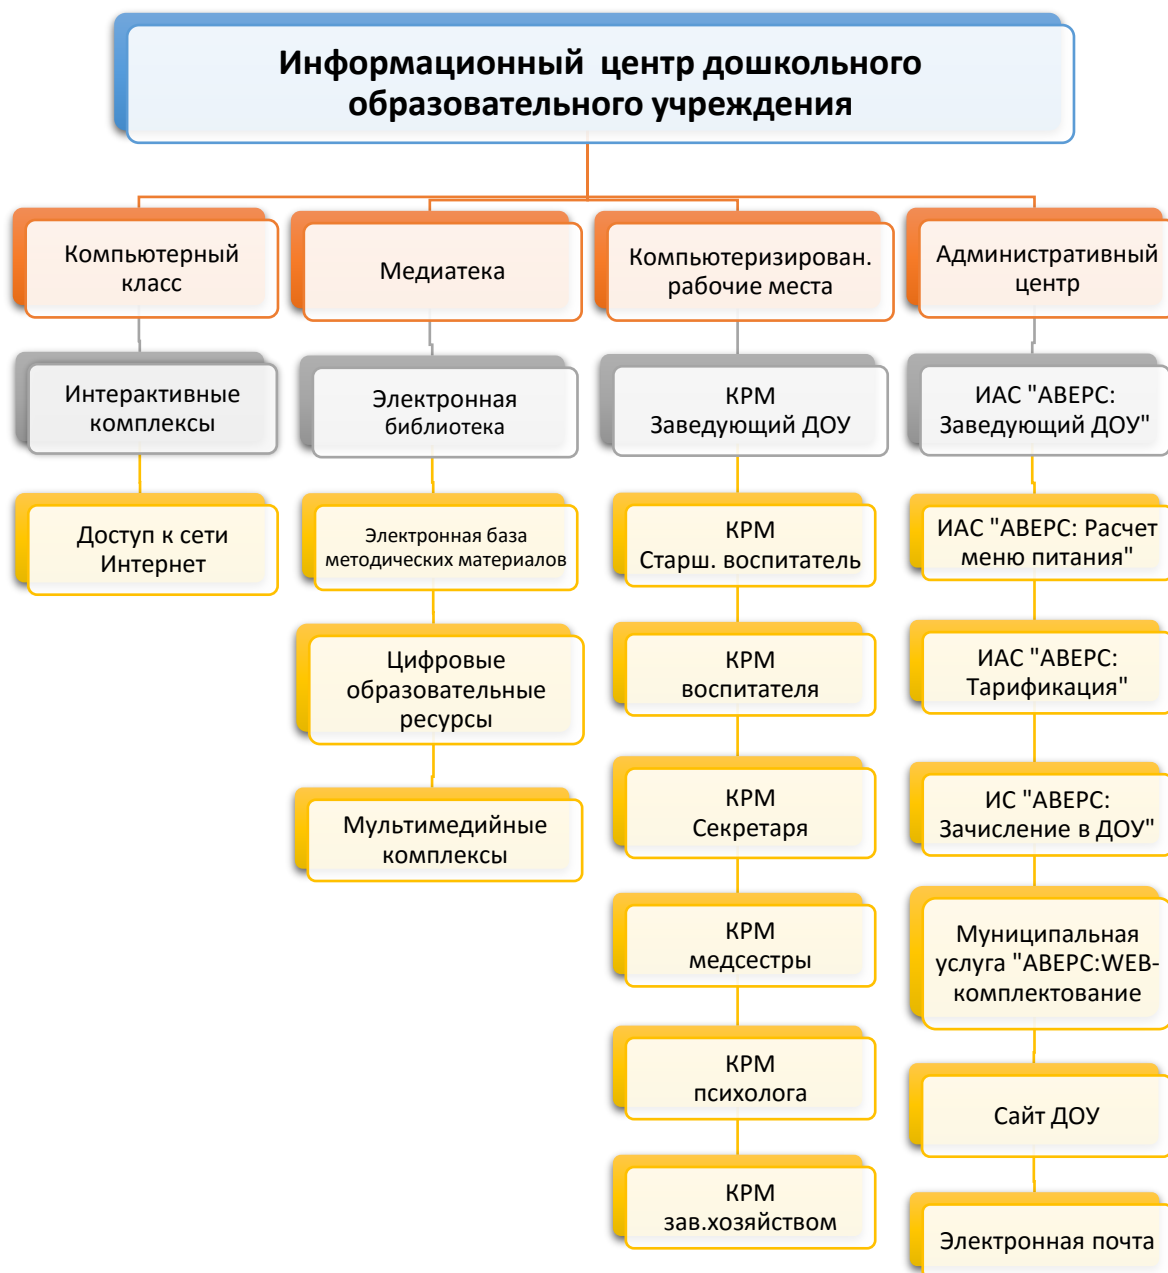 Информационный центр дошкольного
образовательного учреждения
Компьютерный
класс
Интерактивные
комплексы
Доступ к сети
Интернет
Медиатека
Электронная
библиотека
Электронная база
методических материалов
Цифровые
образовательные
ресурсы
Мультимедийные
комплексы
Компьютеризирован.
рабочие места
КРМ
Заведующий ДОУ
КРМ
Старш. воспитатель
КРМ
воспитателя
КРМ
Секретаря
КРМ
медсестры
КРМ
психолога
КРМ
зав.хозяйством
Административный
центр
ИАС "АВЕРС:
Заведующий ДОУ"
ИАС "АВЕРС: Расчет
меню питания"
ИАС "АВЕРС:
Тарификация"
ИС "АВЕРС:
Зачисление в ДОУ"
Муниципальная
услуга "АВЕРС:WEB-
комплектование
Сайт ДОУ
Электронная почта